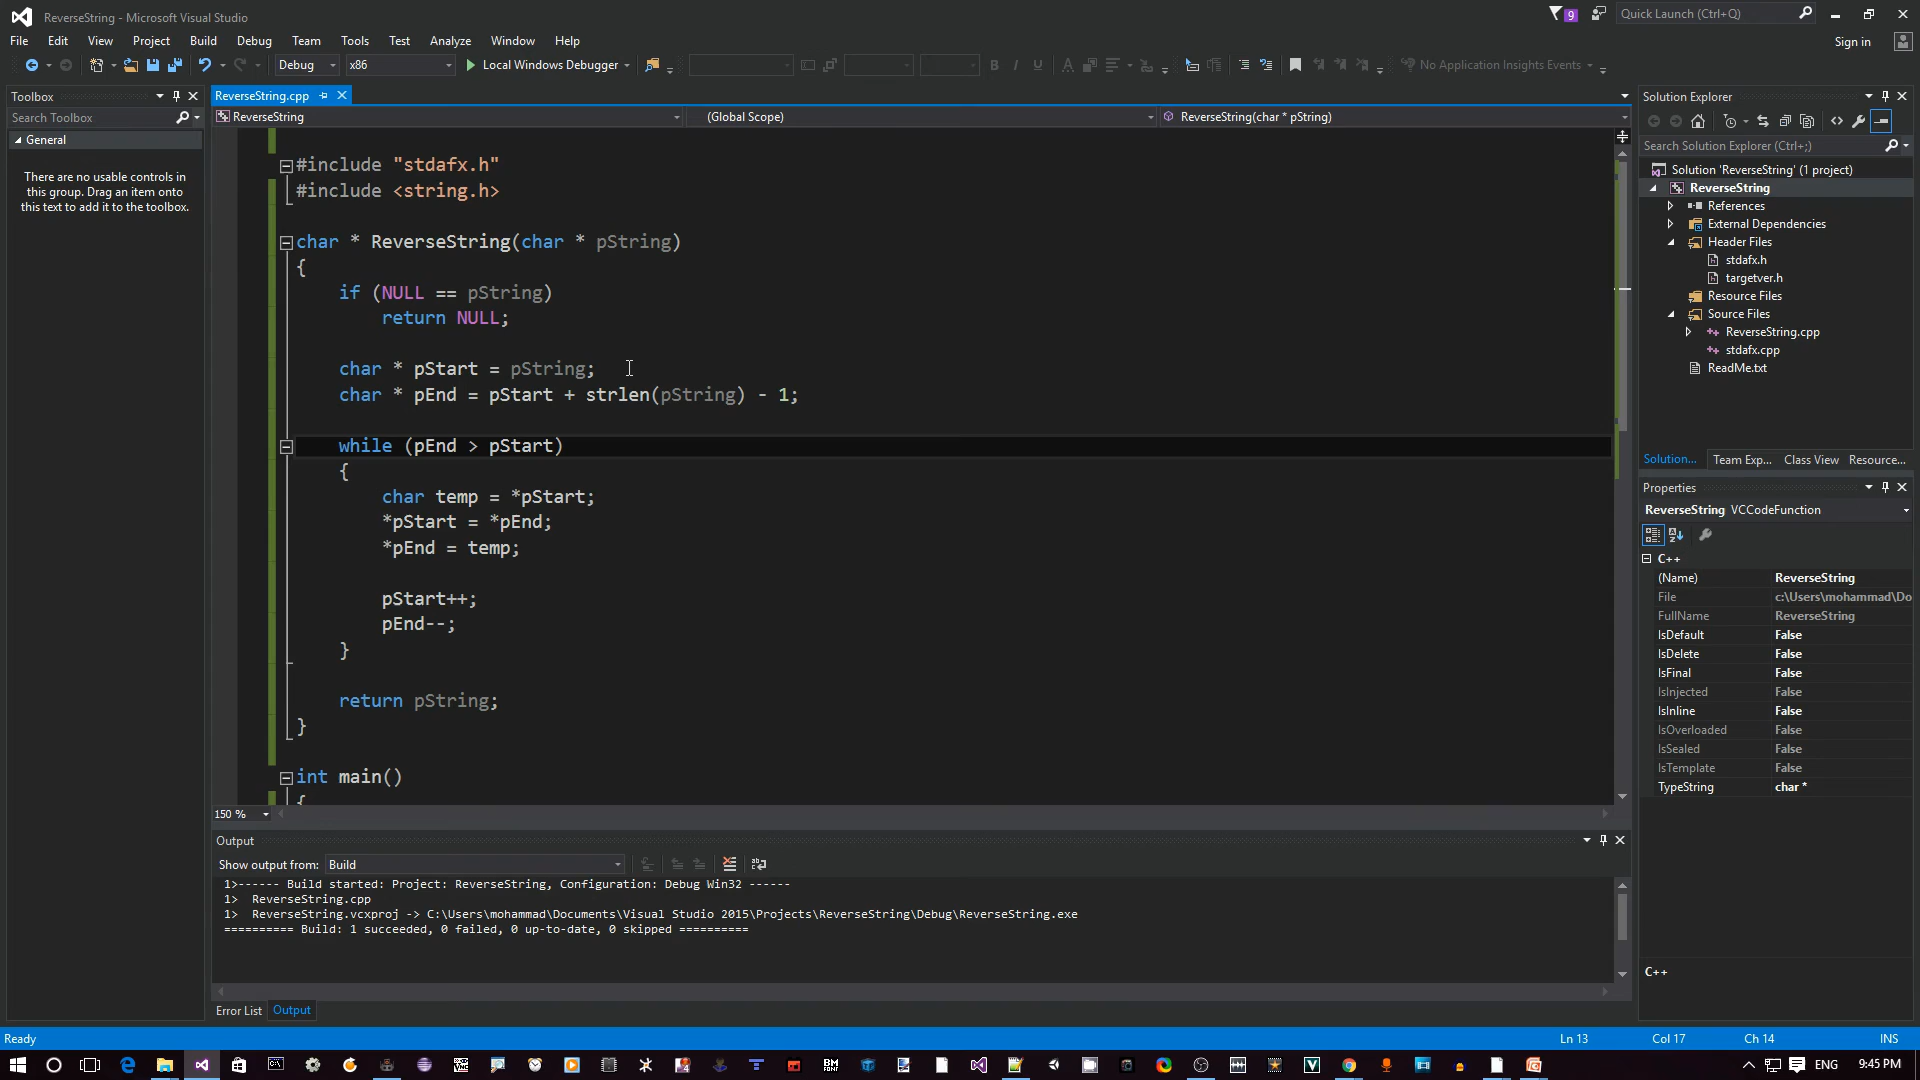 ReverseString - Microsoft Visual Studio
9
Quick Launch (Ctrl+Q)
File Edit View Project Build Debug Team Tools Test Analyze Window Help
Sign in
Debug x86 Local Windows Debugger
No Application Insights Events
Toolbox
Search Toolbox
General
There are no usable controls in
this group. Drag an item onto
this text to add it to the toolbox.
ReverseString.cpp
ReverseString (Global Scope) ReverseString(char * pString)
#include "stdafx.h"
#include <string.h>
char * ReverseString(char * pString)
{
if (NULL == pString)
return NULL;
char * pStart = pString;
char * pEnd = pStart + strlen(pString) - 1;
while (pEnd > pStart)
{
char temp = *pStart;
*pStart = *pEnd;
*pEnd = temp;
pStart++;
pEnd--;
}
return pString;
}
int main()
{
150 %
Output
Show output from: Build
1>------ Build started: Project: ReverseString, Configuration: Debug Win32 ------
1> ReverseString.cpp
1> ReverseString.vcxproj -> C:\Users\mohammad\Documents\Visual Studio 2015\Projects\ReverseString\Debug\ReverseString.exe
========== Build: 1 succeeded, 0 failed, 0 up-to-date, 0 skipped ==========
Error List Output
Solution Explorer
Search Solution Explorer (Ctrl+;)
Solution 'ReverseString' (1 project)
ReverseString
References
External Dependencies
Header Files
stdafx.h
targetver.h
Resource Files
Source Files
ReverseString.cpp
stdafx.cpp
ReadMe.txt
Solution... Team Exp... Class View Resource...
Properties
ReverseString VCCodeFunction
C++
(Name) ReverseString
File c:\Users\mohammad\Do
FullName ReverseString
IsDefault False
IsDelete False
IsFinal False
IsInjected False
IsInline False
IsOverloaded False
IsSealed False
IsTemplate False
TypeString char *
C++
Ready Ln 13 Col 17 Ch 14 INS
ENG 9:45 PM